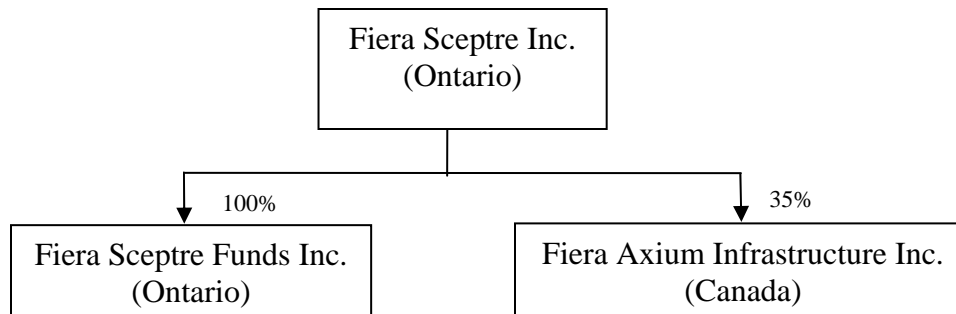 Fiera Sceptre Inc.
(Ontario)
100%
35%
Fiera Sceptre Funds Inc.
(Ontario)
Fiera Axium Infrastructure Inc.
(Canada)